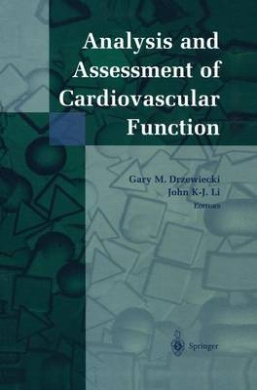 Analysis and
Assessment of
Cardiovascular
Function
Gary M. Drzewiecki
John K-J. Li
Editors
Springer